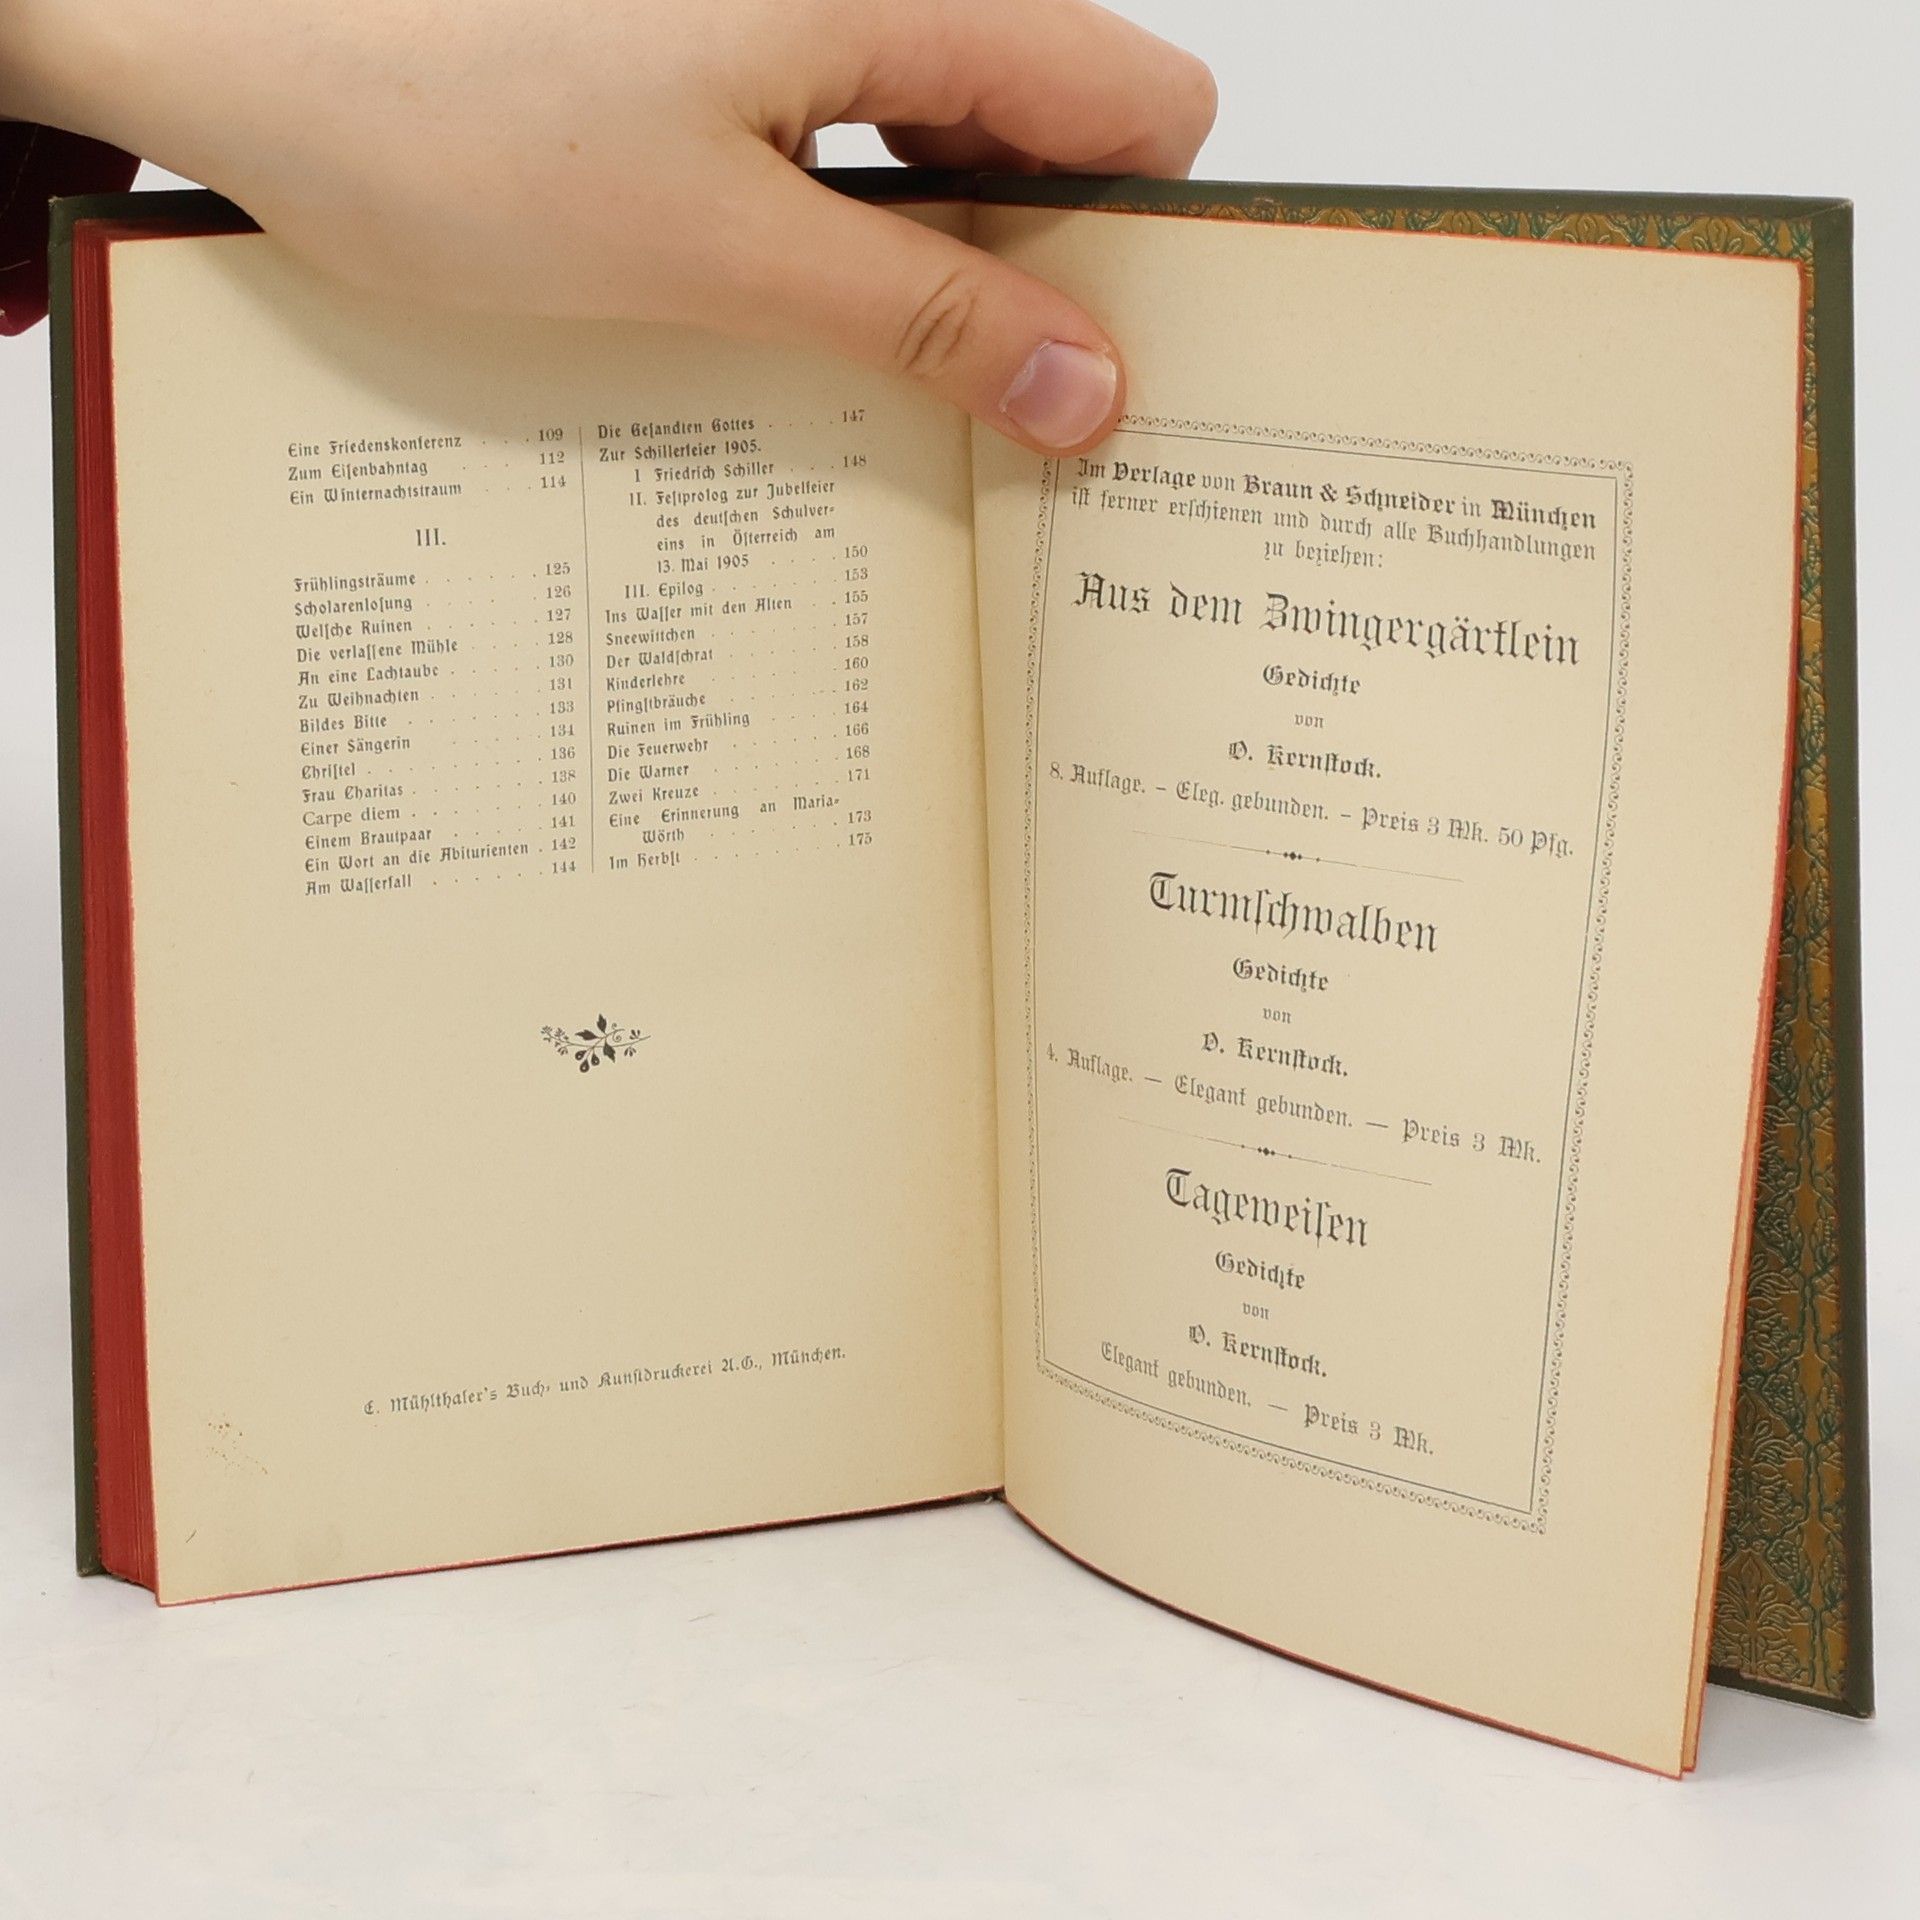 Eine Friedenskonferenz . . . 109
Zum Eiſenbahntag . . . 112
Ein Winternachtstraum . . . 114
III.
Frühlingsträume . . . . . . 125
Scholarenloſung . . . . . . 126
Welſche Ruinen . . . . . . 127
Die verlaſſene Mühle . . . . 128
An eine Lachtaube . . . . . 130
Zu Weihnachten . . . . . . 131
Bildes Bitte . . . . . . 133
Einer Sängerin . . . . . 134
Chriſtel . . . . . . . . 136
Frau Charitas . . . . . . 138
Carpe diem . . . . . . 140
Einem Brautpaar . . . . . 141
Ein Wort an die Abiturienten . 142
Am Waſſerfall . . . . . . 144
Die Geſandten Gottes . . . . 147
Zur Schillerfeier 1905.
I Friedrich Schiller . . . 148
II. Feſtprolog zur Jubelfeier
des deutſchen Schulver-
eins in Öſterreich am
13. Mai 1905 . . . . 150
III. Epilog . . . . . . 153
Ins Waſſer mit den Alten . . 155
Sneewittchen . . . . . . 157
Der Waldſchrat . . . . . 158
Kinderlehre . . . . . . 160
Pfingſtbräuche . . . . . 162
Ruinen im Frühling . . . . 164
Die Feuerwehr . . . . . 166
Die Warner . . . . . . 168
Zwei Kreuze . . . . . . 171
Eine Erinnerung an Maria-
Wörth . . . . . . 173
Im Herbſt . . . . . . . 175
E. Mühlthaler's Buch- und Kunſtdruckerei A.G., München.
Im Verlage von Braun & Schneider in München
iſt ferner erſchienen und durch alle Buchhandlungen
zu beziehen:
Aus dem Zwingergärtlein
Gedichte
von
O. Kernſtock.
8. Auflage. – Eleg. gebunden. – Preis 3 Mk. 50 Pfg.
Turmſchwalben
Gedichte
von
O. Kernſtock.
4. Auflage. — Elegant gebunden. — Preis 3 Mk.
Tageweiſen
Gedichte
von
O. Kernſtock.
Elegant gebunden. — Preis 3 Mk.